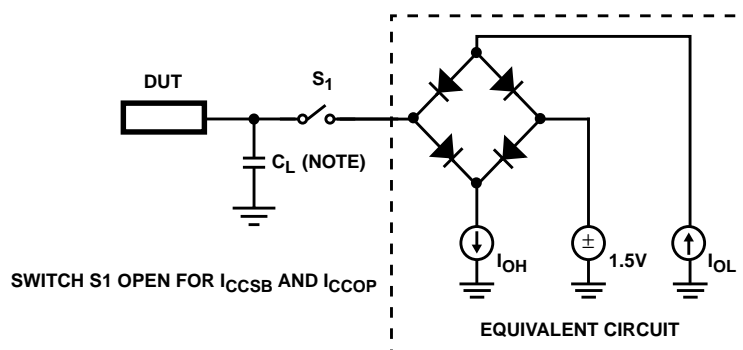 DUT
S1
CL (NOTE)
±
IOH
1.5V
IOL
SWITCH S1 OPEN FOR ICCSB AND ICCOP
EQUIVALENT CIRCUIT